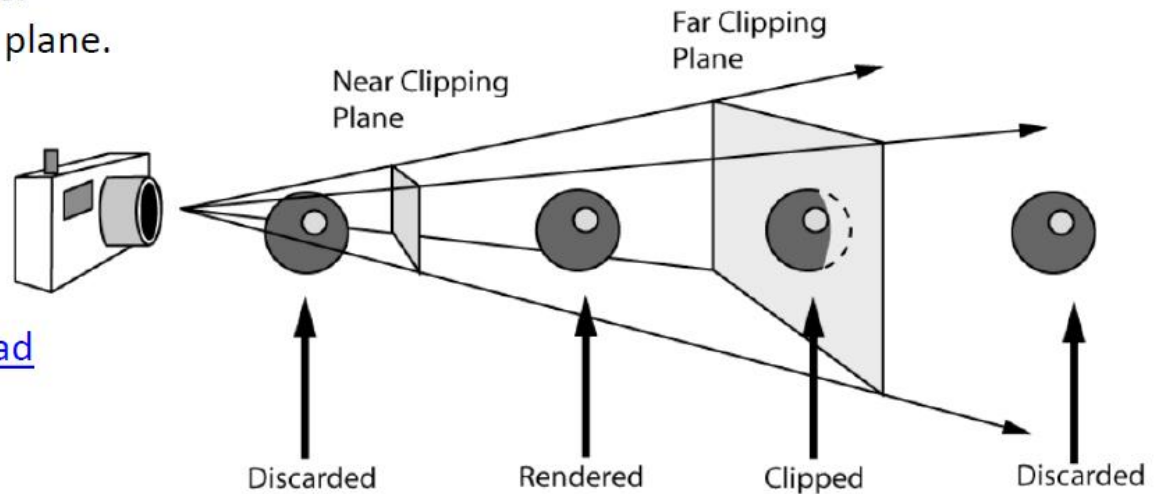 plane.
Far Clipping
Plane
Near Clipping
Plane
ad
Discarded
Rendered
Clipped
Discarded